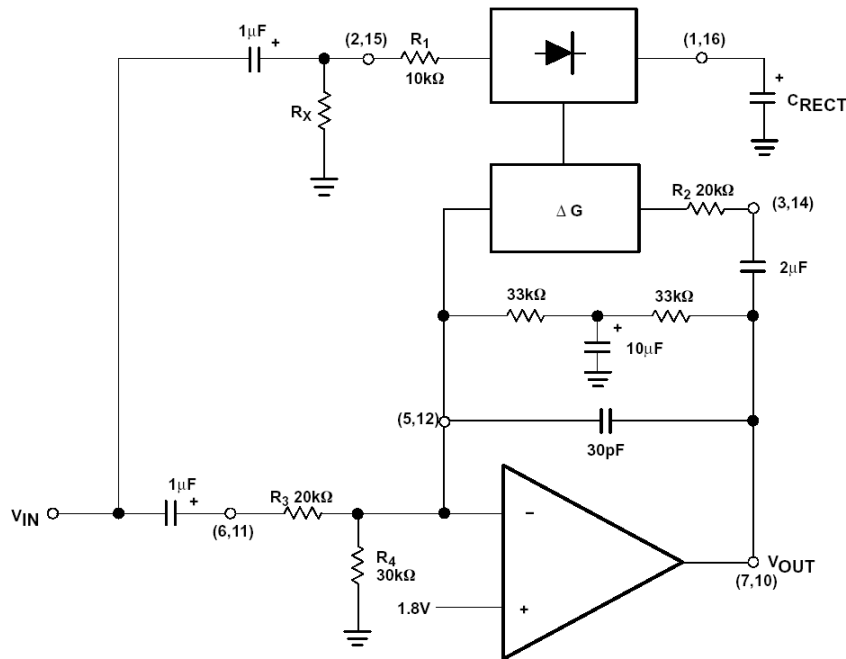 1μF
+
(2,15)
R1
10kΩ
(1,16)
+
CRECT
RX
ΔG
R2 20kΩ
(3,14)
2μF
33kΩ
33kΩ
+
10μF
(5,12)
30pF
1μF
+
VIN
(6,11)
R3 20kΩ
R4
30kΩ
−
+
1.8V
VOUT
(7,10)